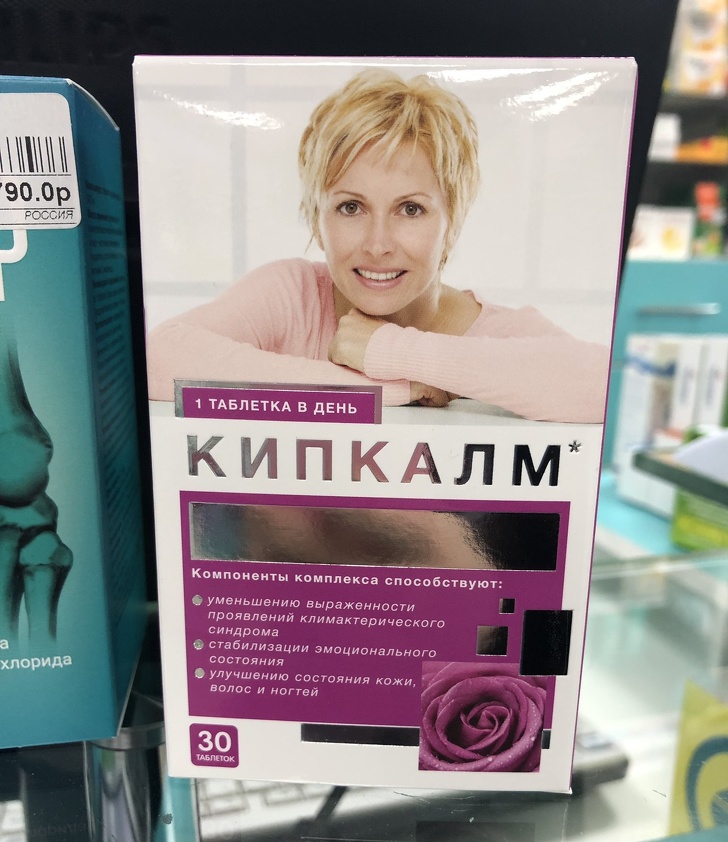 790.0р
РОССИЯ
1 ТАБЛЕТКА В ДЕНЬ
КИПКАЛМ*
Компоненты комплекса способствуют:
уменьшению выраженности
проявлений климактерического
синдрома
стабилизации эмоционального
состояния
улучшению состояния кожи,
волос и ногтей
30
ТАБЛЕТОК
хлорида